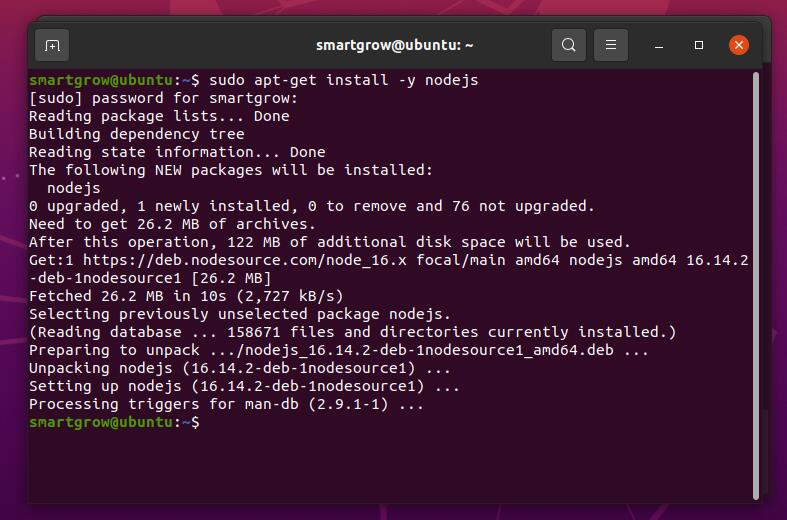 smartgrow@ubuntu: ~
smartgrow@ubuntu:~$ sudo apt-get install -y nodejs
[sudo] password for smartgrow:
Reading package lists... Done
Building dependency tree
Reading state information... Done
The following NEW packages will be installed:
  nodejs
0 upgraded, 1 newly installed, 0 to remove and 76 not upgraded.
Need to get 26.2 MB of archives.
After this operation, 122 MB of additional disk space will be used.
Get:1 https://deb.nodesource.com/node_16.x focal/main amd64 nodejs amd64 16.14.2
-deb-1nodesource1 [26.2 MB]
Fetched 26.2 MB in 10s (2,727 kB/s)
Selecting previously unselected package nodejs.
(Reading database ... 158671 files and directories currently installed.)
Preparing to unpack .../nodejs_16.14.2-deb-1nodesource1_amd64.deb ...
Unpacking nodejs (16.14.2-deb-1nodesource1) ...
Setting up nodejs (16.14.2-deb-1nodesource1) ...
Processing triggers for man-db (2.9.1-1) ...
smartgrow@ubuntu:~$